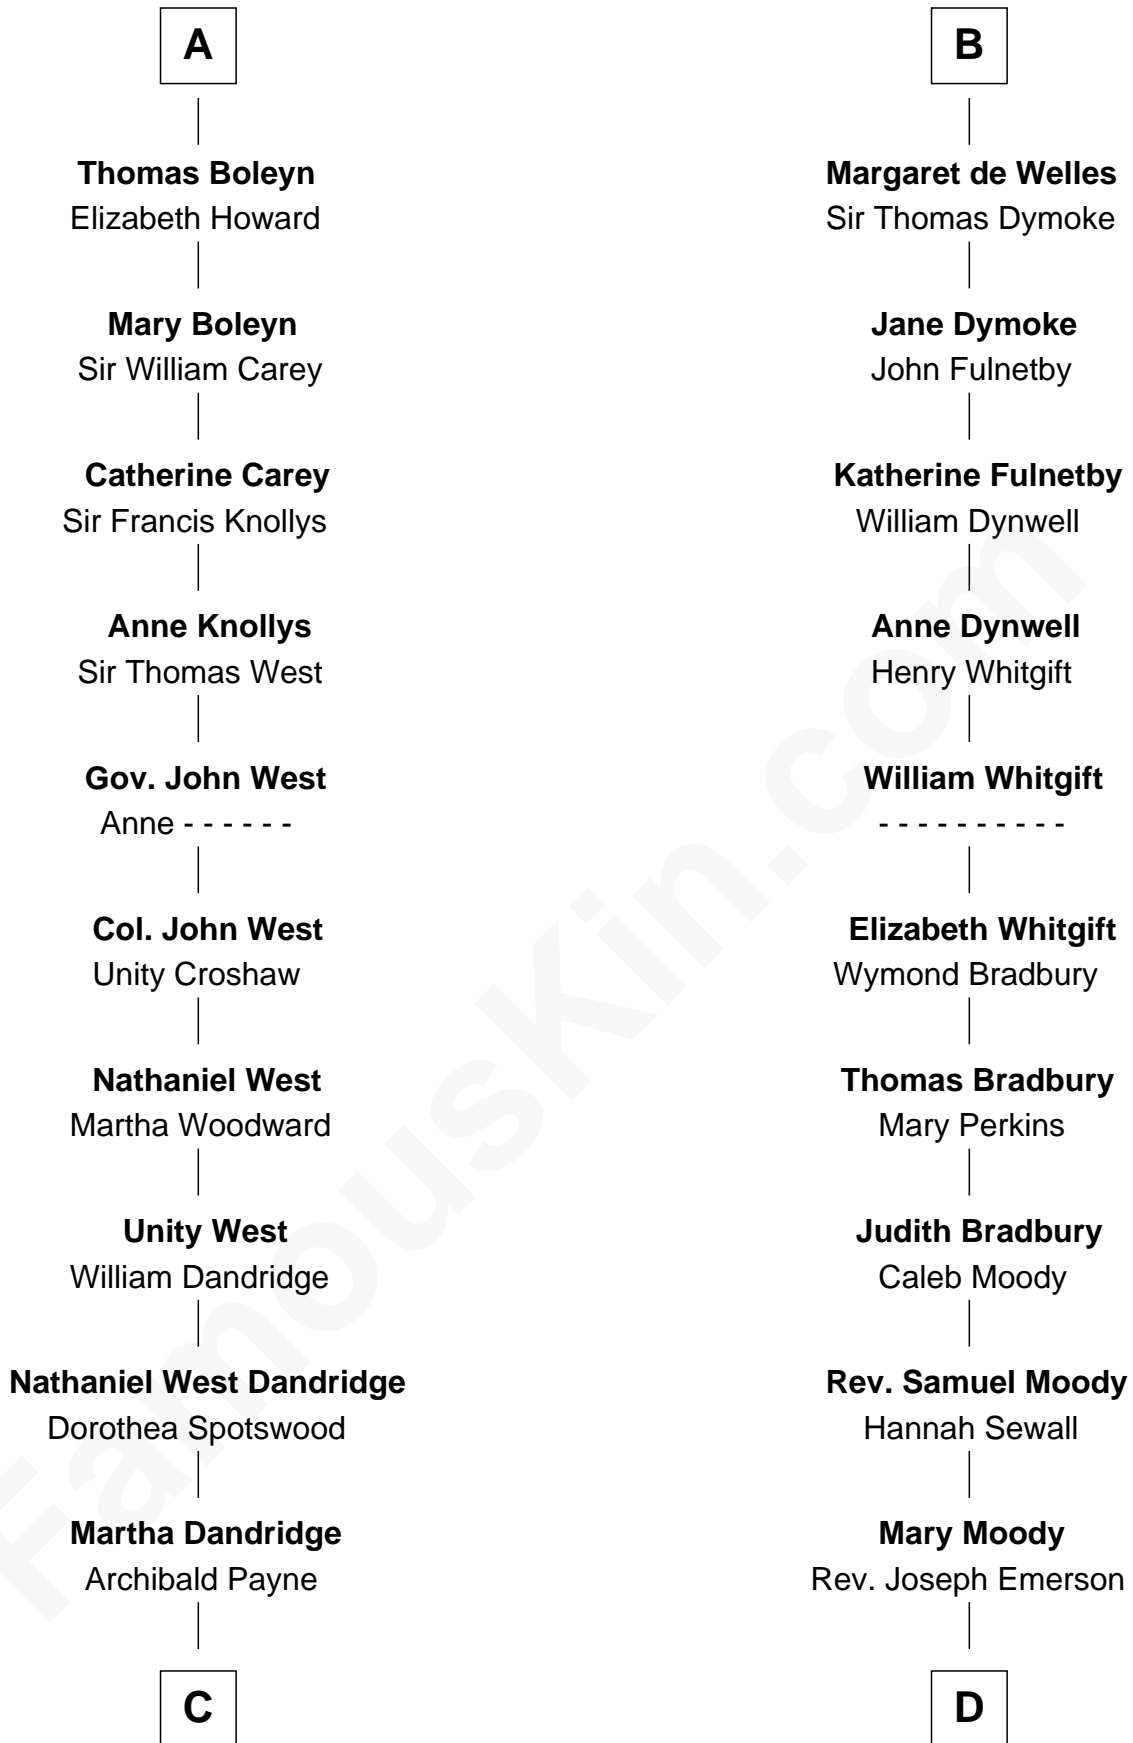 A
Thomas Boleyn
Elizabeth Howard
Mary Boleyn
Sir William Carey
Catherine Carey
Sir Francis Knollys
Anne Knollys
Sir Thomas West
Gov. John West
Anne - - - - - -
Col. John West
Unity Croshaw
Nathaniel West
Martha Woodward
Unity West
William Dandridge
Nathaniel West Dandridge
Dorothea Spotswood
Martha Dandridge
Archibald Payne
C
B
Margaret de Welles
Sir Thomas Dymoke
Jane Dymoke
John Fulnetby
Katherine Fulnetby
William Dynwell
Anne Dynwell
Henry Whitgift
William Whitgift
- - - - - - - - - -
Elizabeth Whitgift
Wymond Bradbury
Thomas Bradbury
Mary Perkins
Judith Bradbury
Caleb Moody
Rev. Samuel Moody
Hannah Sewall
Mary Moody
Rev. Joseph Emerson
D
FamousKin.com